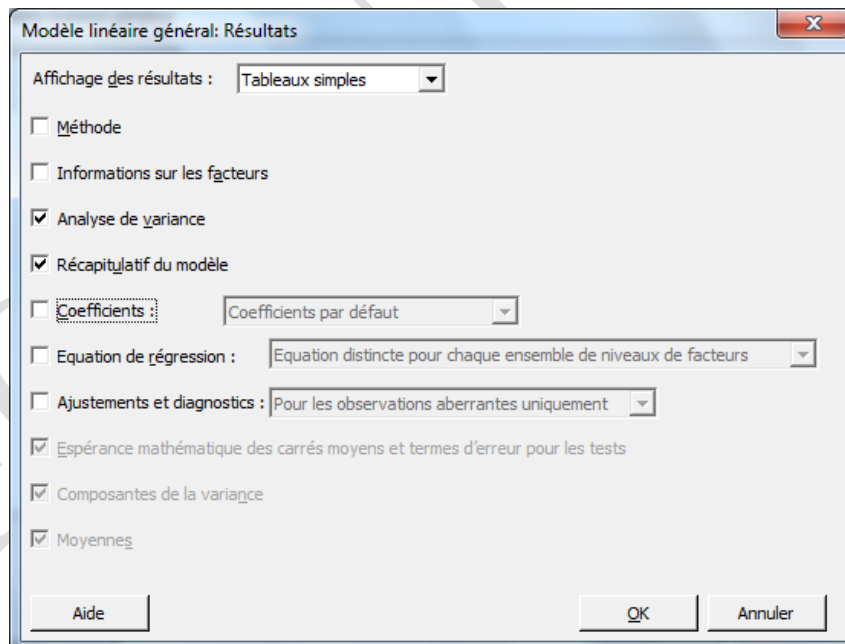 Modèle linéaire général: Résultats
Affichage des résultats : Tableaux simples
Méthode
Informations sur les facteurs
Analyse de variance
Récapitulatif du modèle
Coefficients : Coefficients par défaut
Equation de régression : Equation distincte pour chaque ensemble de niveaux de facteurs
Ajustements et diagnostics : Pour les observations aberrantes uniquement
Espérance mathématique des carrés moyens et termes d'erreur pour les tests
Composantes de la variance
Moyennes
Aide OK Annuler